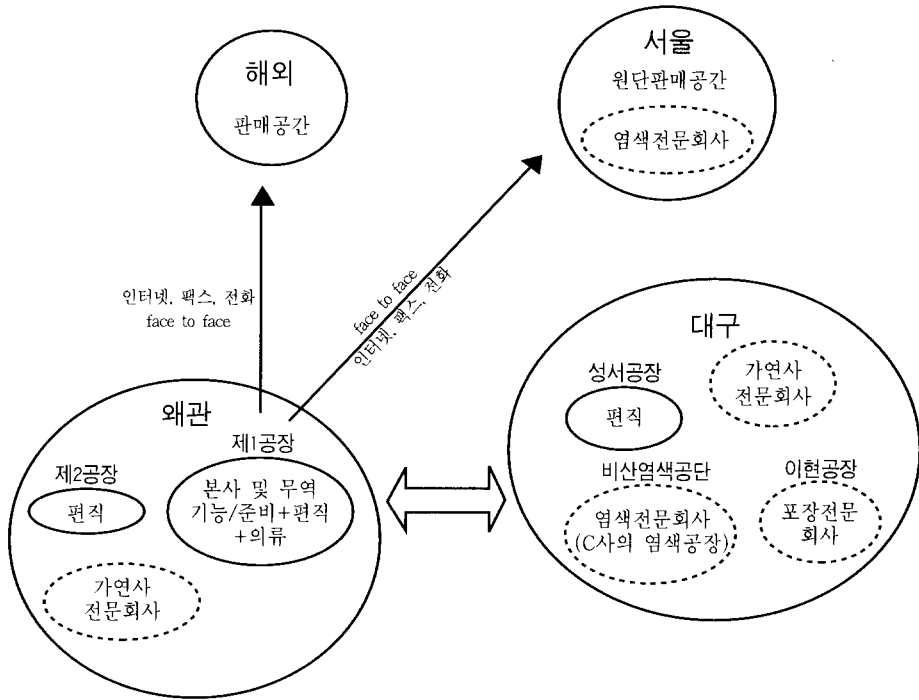 해외
판매공간
서울
원단판매공간
염색전문회사
인터넷, 팩스, 전화
face to face
face to face
인터넷, 팩스, 전화
왜관
제1공장
본사 및 무역
기능/준비+편직
+의류
제2공장
편직
가연사
전문회사
대구
성서공장
편직
가연사
전문회사
비산염색공단
염색전문회사
(C사의 염색공장)
이현공장
포장전문
회사